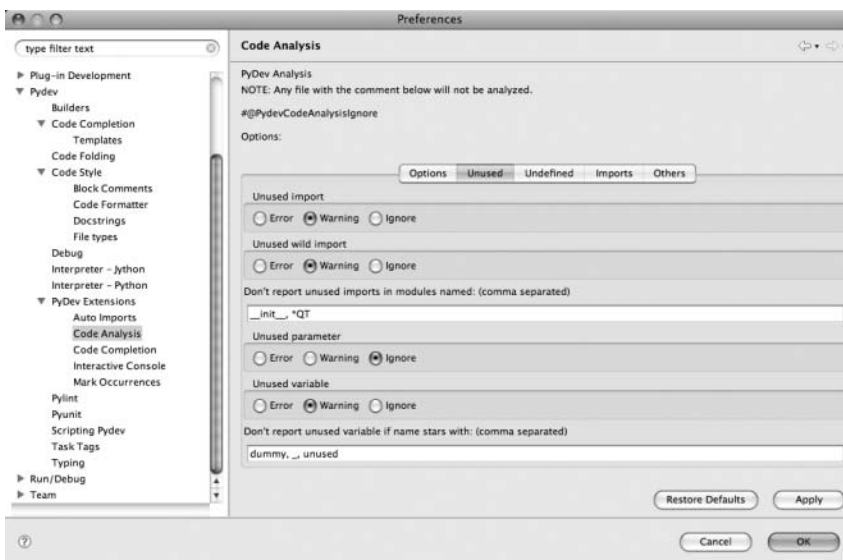 Preferences
type filter text
Plug-in Development
Pydev
Builders
Code Completion
Templates
Code Folding
Code Style
Block Comments
Code Formatter
Docstrings
File types
Debug
Interpreter - Jython
Interpreter - Python
PyDev Extensions
Auto Imports
Code Analysis
Code Completion
Interactive Console
Mark Occurrences
Pylint
Pyunit
Scripting Pydev
Task Tags
Typing
Run/Debug
Team
Code Analysis
PyDev Analysis
NOTE: Any file with the comment below will not be analyzed.
#@PydevCodeAnalysisIgnore
Options:
Options Unused Undefined Imports Others
Unused import
Error Warning Ignore
Unused wild import
Error Warning Ignore
Don't report unused imports in modules named: (comma separated)
__init__, *QT
Unused parameter
Error Warning Ignore
Unused variable
Error Warning Ignore
Don't report unused variable if name stars with: (comma separated)
dummy, _, unused
Restore Defaults Apply
? Cancel OK